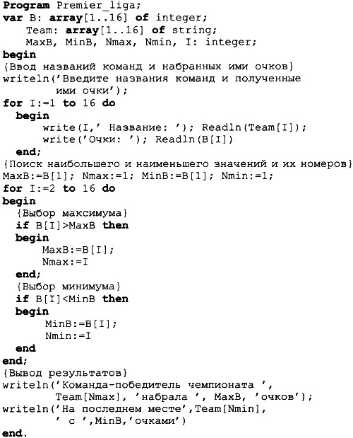 Program Premier_liga;
var B: array[1..16] of integer;
Team: array[1..16] of string;
MaxB, MinB, Nmax, Nmin, I: integer;
begin
{Ввод названий команд и набранных ими очков}
writeln('Введите названия команд и полученные
ими очки');
for I:=1 to 16 do
begin
write(I,' Название: '); Readln(Team[I]);
write('Очки: '); Readln(B[I])
end;
{Поиск наибольшего и наименьшего значений и их номеров}
MaxB:=B[1]; Nmax:=1; MinB:=B[1]; Nmin:=1;
for I:=2 to 16 do
begin
{Выбор максимума}
if B[I]>MaxB then
begin
MaxB:=B[I];
Nmax:=I
end;
{Выбор минимума}
if B[I]<MinB then
begin
MinB:=B[I];
Nmin:=I
end
end;
{Вывод результатов}
writeln('Команда-победитель чемпионата ',
Team[Nmax], 'набрала ', MaxB, 'очков');
writeln('На последнем месте',Team[Nmin],
' с ',MinB,'очками')
end.